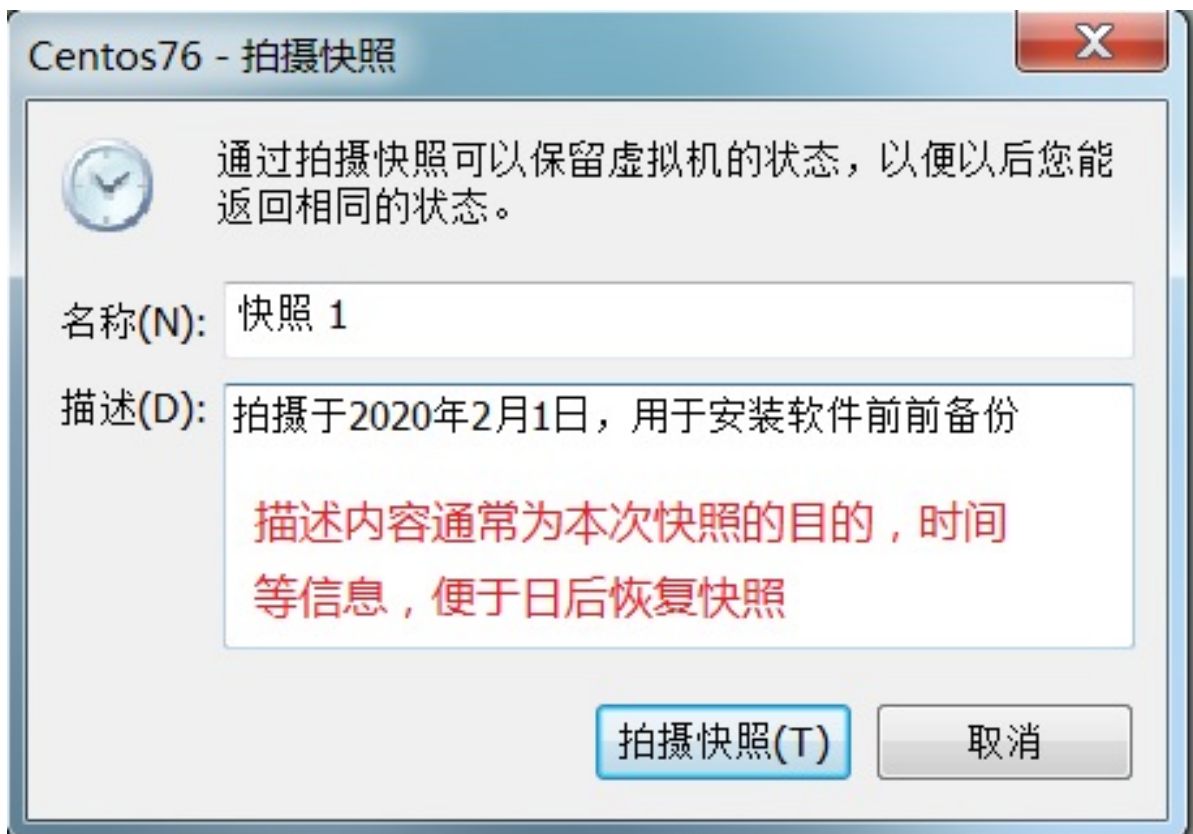 Centos76 - 拍摄快照
X
通过拍摄快照可以保留虚拟机的状态，以便以后您能
返回相同的状态。
名称(N): 快照 1
描述(D): 拍摄于2020年2月1日，用于安装软件前前备份
描述内容通常为本次快照的目的，时间
等信息，便于日后恢复快照
拍摄快照(T) 取消